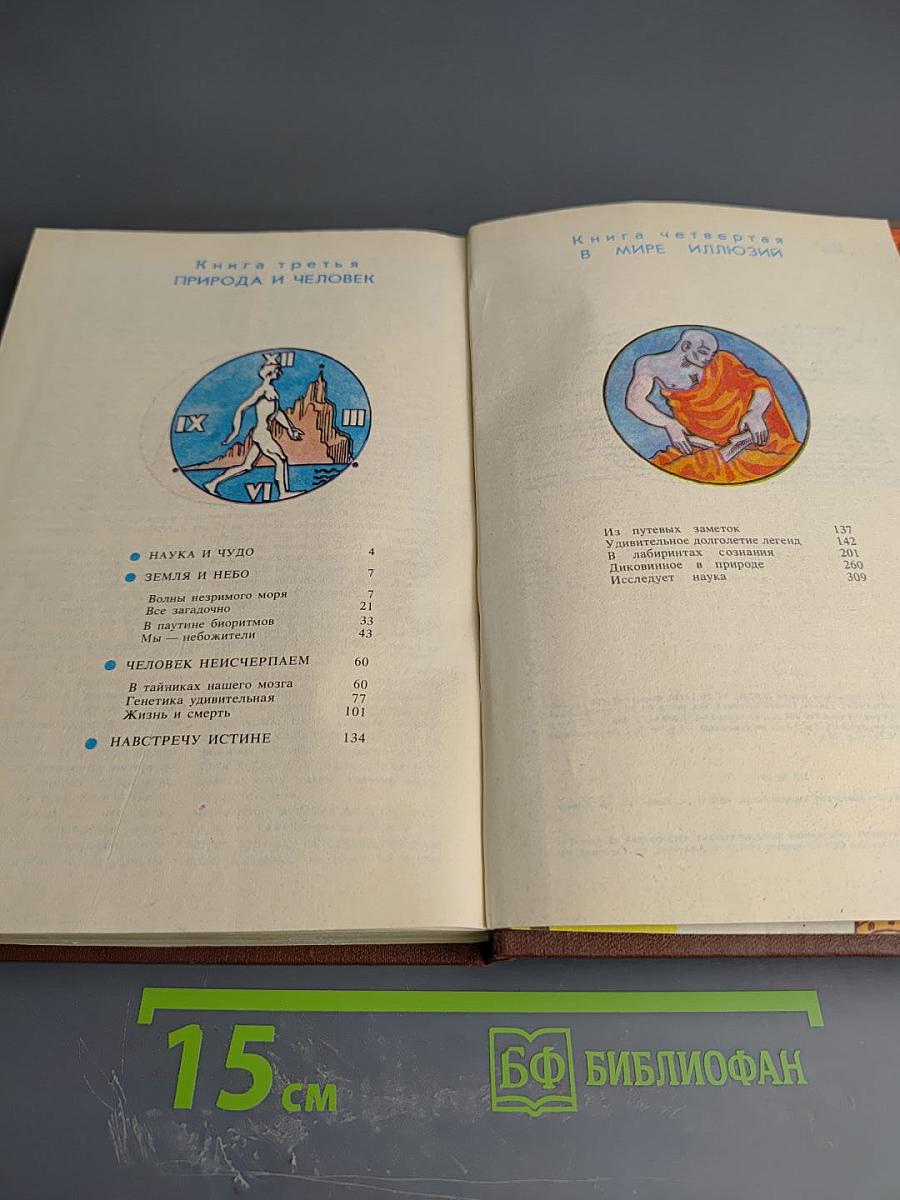 Книга третья
ПРИРОДА И ЧЕЛОВЕК
XII
IX
III
VI
НАУКА И ЧУДО 4
ЗЕМЛЯ И НЕБО 7
Волны незримого моря 7
Все загадочно 21
В паутине биоритмов 33
Мы — небожители 43
ЧЕЛОВЕК НЕИСЧЕРПАЕМ 60
В тайниках нашего мозга 60
Генетика удивительная 77
Жизнь и смерть 101
НАВСТРЕЧУ ИСТИНЕ 134
Книга четвертая
В МИРЕ ИЛЛЮЗИЙ
Из путевых заметок 137
Удивительное долголетие легенд 142
В лабиринтах сознания 201
Диковинное в природе 260
Исследует наука 309
15 см
БФ БИБЛИОФАН